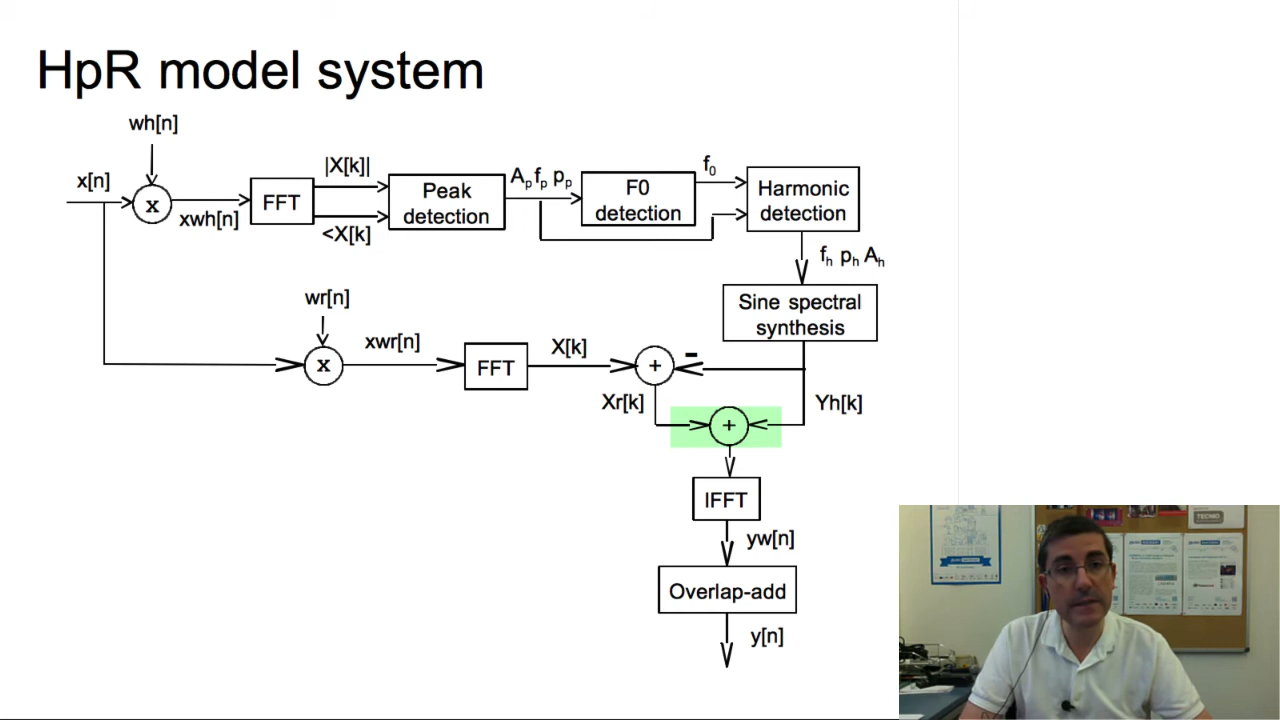 HpR model system
wh[n]
x[n]
x
xwh[n]
FFT
|X[k]|
<X[k]
Peak
detection
Ap fp pp
F0
detection
f0
Harmonic
detection
fh ph Ah
Sine spectral
synthesis
wr[n]
x
xwr[n]
FFT
X[k]
+
-
Xr[k]
Yh[k]
+
IFFT
yw[n]
Overlap-add
y[n]
TECNIO